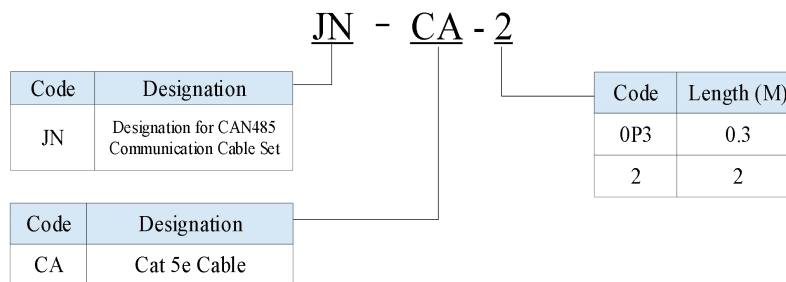 JN - CA - 2
Code Designation
JN Designation for CAN485
Communication Cable Set
Code Length (M)
0P3 0.3
2 2
Code Designation
CA Cat 5e Cable